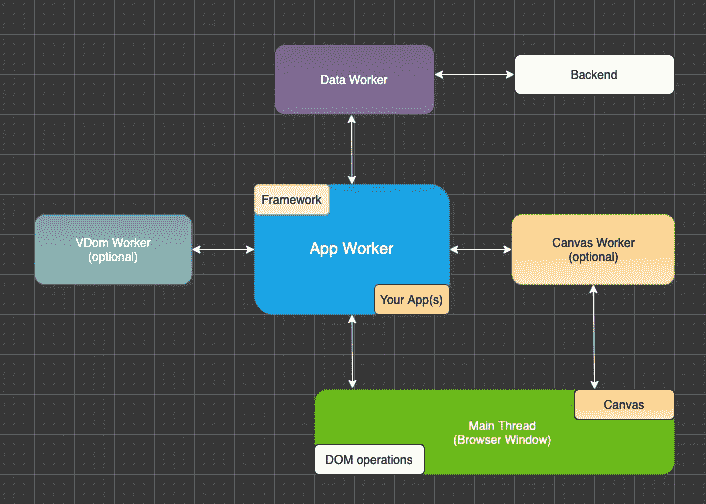 Data Worker
Backend
Framework
VDom Worker
(optional)
App Worker
Canvas Worker
(optional)
Your App(s)
Canvas
Main Thread
(Browser Window)
DOM operations